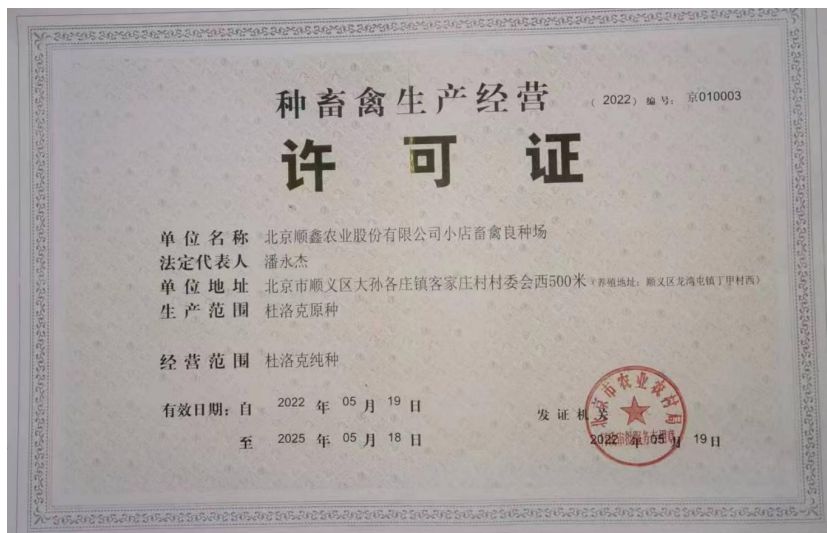 种畜禽生产经营 （2022）编号：京010003
许可证
单位名称 北京顺鑫农业股份有限公司小店畜禽良种场
法定代表人 潘永杰
单位地址 北京市顺义区大孙各庄镇客家庄村村委会西500米（养殖地址：顺义区龙湾屯镇丁甲村西）
生产范围 杜洛克原种
经营范围 杜洛克纯种
有效日期：自 2022 年 05 月 19 日
发证机关
至 2025 年 05 月 18 日
2022 年 05 月 19 日
北京市农业农村局